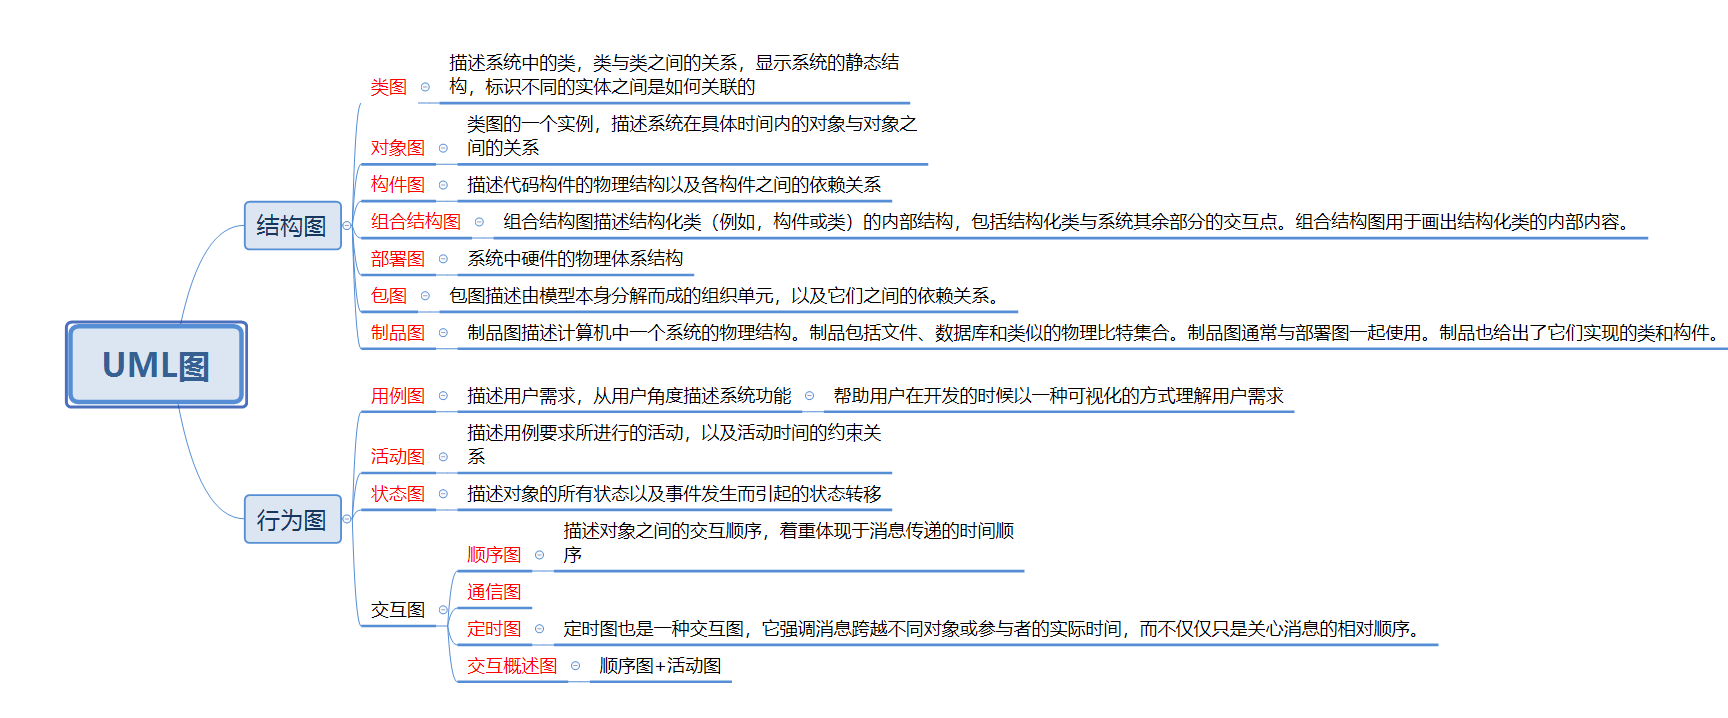 UML图
结构图
类图
描述系统中的类，类与类之间的关系，显示系统的静态结
构，标识不同的实体之间是如何关联的
对象图
类图的一个实例，描述系统在具体时间内的对象与对象之
间的关系
构件图
描述代码构件的物理结构以及各构件之间的依赖关系
组合结构图
组合结构图描述结构化类（例如，构件或类）的内部结构，包括结构化类与系统其余部分的交互点。组合结构图用于画出结构化类的内部内容。
部署图
系统中硬件的物理体系结构
包图
包图描述由模型本身分解而成的组织单元，以及它们之间的依赖关系。
制品图
制品图描述计算机中一个系统的物理结构。制品包括文件、数据库和类似的物理比特集合。制品图通常与部署图一起使用。制品也给出了它们实现的类和构件。
行为图
用例图
描述用户需求，从用户角度描述系统功能
帮助用户在开发的时候以一种可视化的方式理解用户需求
活动图
描述用例要求所进行的活动，以及活动时间的约束关
系
状态图
描述对象的所有状态以及事件发生而引起的状态转移
交互图
顺序图
描述对象之间的交互顺序，着重体现于消息传递的时间顺
序
通信图
定时图
定时图也是一种交互图，它强调消息跨越不同对象或参与者的实际时间，而不仅仅只是关心消息的相对顺序。
交互概述图
顺序图+活动图